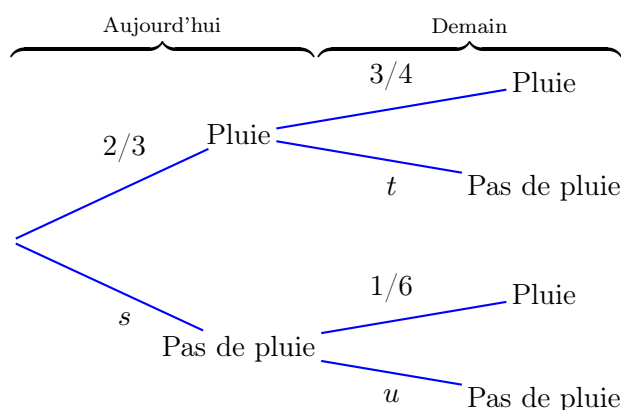 Aujourd'hui Demain
3/4 Pluie
2/3 Pluie
t Pas de pluie
1/6 Pluie
s Pas de pluie
u Pas de pluie